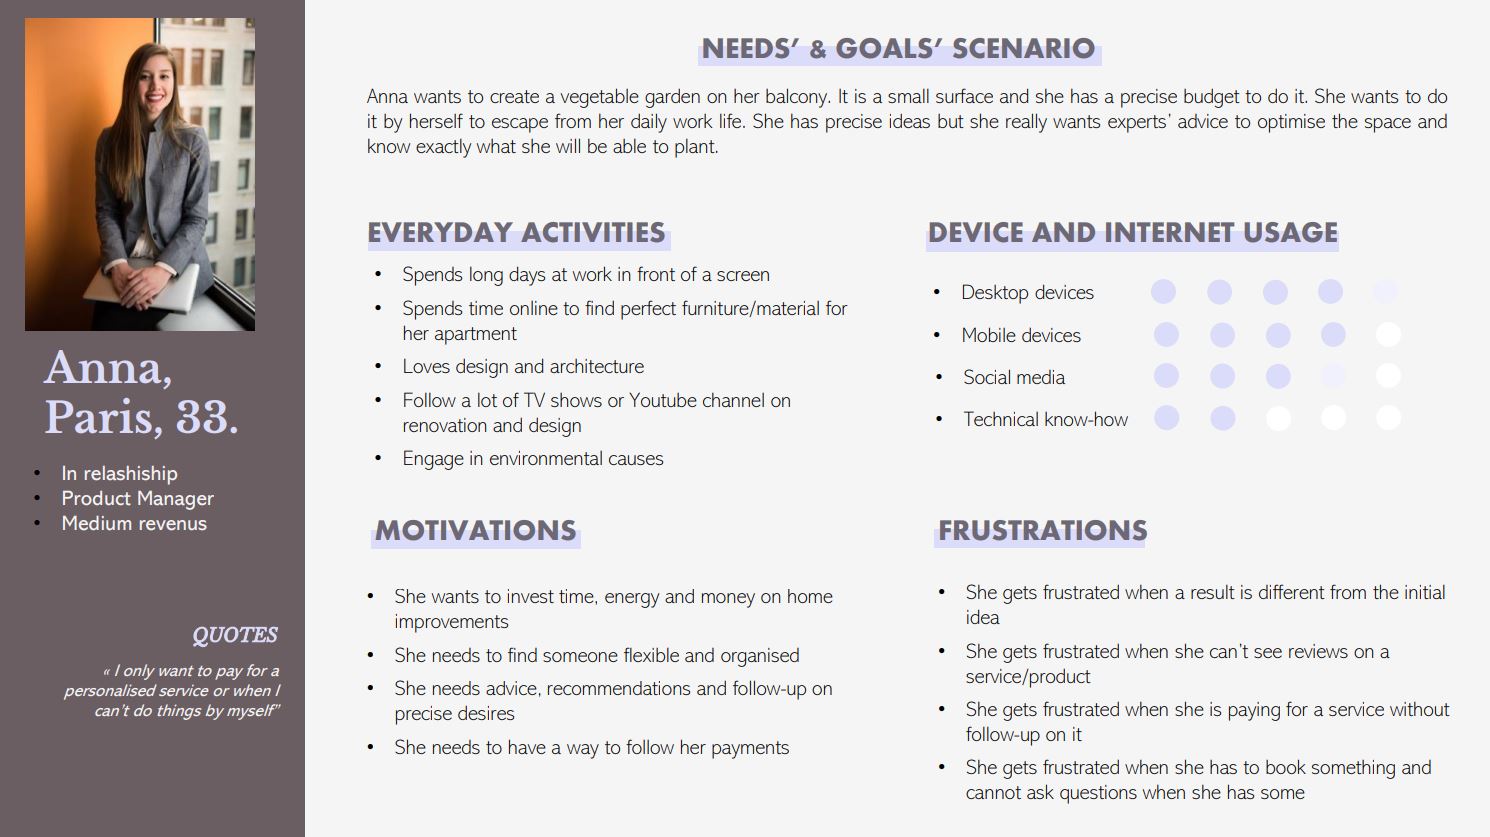 Anna,
Paris, 33.
• In relashiship
• Product Manager
• Medium revenus
QUOTES
« I only want to pay for a
personalised service or when I
can't do things by myself”
NEEDS’ & GOALS’ SCENARIO
Anna wants to create a vegetable garden on her balcony. It is a small surface and she has a precise budget to do it. She wants to do
it by herself to escape from her daily work life. She has precise ideas but she really wants experts’ advice to optimise the space and
know exactly what she will be able to plant.
EVERYDAY ACTIVITIES
• Spends long days at work in front of a screen
• Spends time online to find perfect furniture/material for
her apartment
• Loves design and architecture
• Follow a lot of TV shows or Youtube channel on
renovation and design
• Engage in environmental causes
DEVICE AND INTERNET USAGE
• Desktop devices
• Mobile devices
• Social media
• Technical know-how
MOTIVATIONS
• She wants to invest time, energy and money on home
improvements
• She needs to find someone flexible and organised
• She needs advice, recommendations and follow-up on
precise desires
• She needs to have a way to follow her payments
FRUSTRATIONS
• She gets frustrated when a result is different from the initial
idea
• She gets frustrated when she can’t see reviews on a
service/product
• She gets frustrated when she is paying for a service without
follow-up on it
• She gets frustrated when she has to book something and
cannot ask questions when she has some